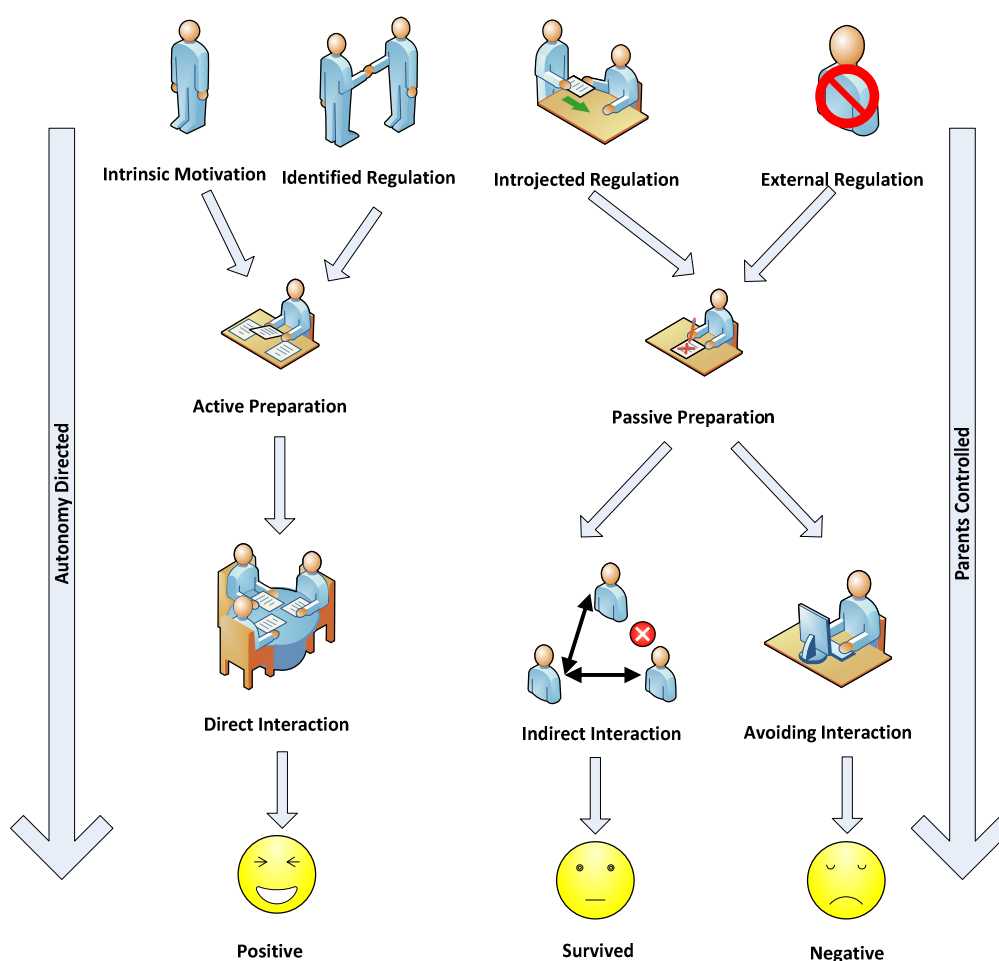 Intrinsic Motivation
Identified Regulation
Introjected Regulation
External Regulation
Active Preparation
Passive Preparation
Autonomy Directed
Parents Controlled
Direct Interaction
Indirect Interaction
Avoiding Interaction
Positive
Survived
Negative